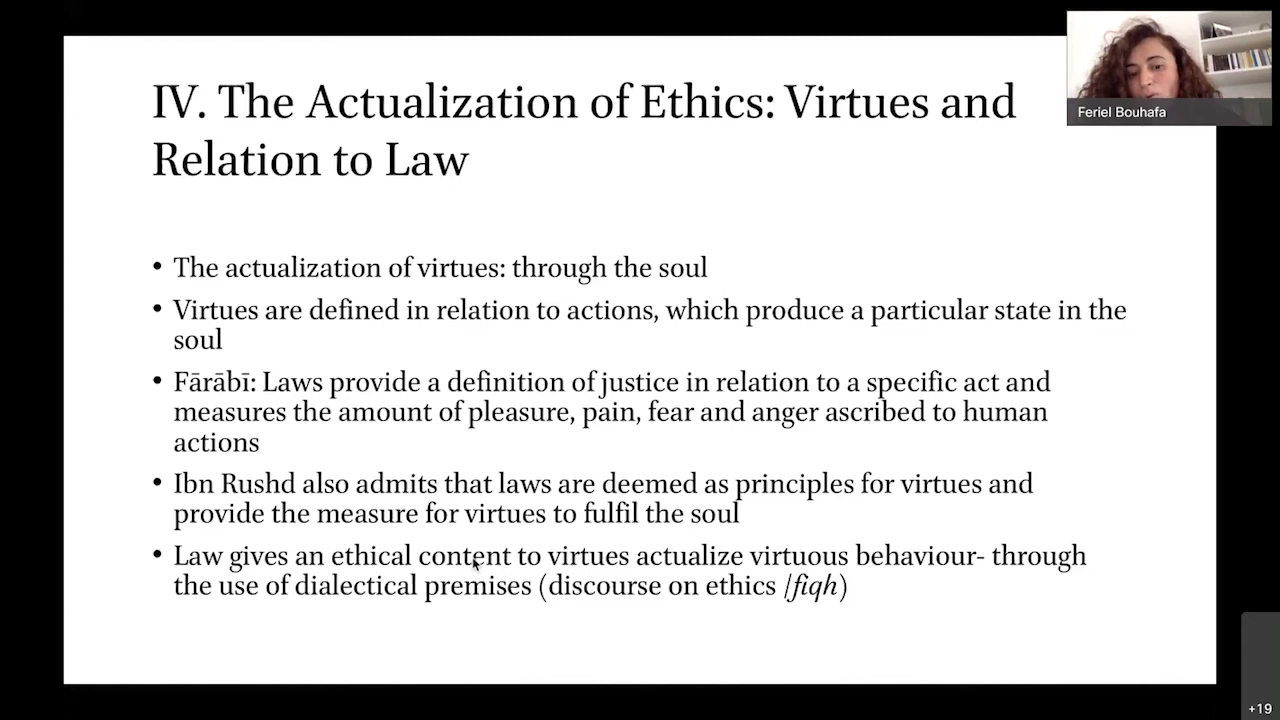 IV. The Actualization of Ethics: Virtues and
Relation to Law
Feriel Bouhafa
• The actualization of virtues: through the soul
• Virtues are defined in relation to actions, which produce a particular state in the
soul
• Fārābī: Laws provide a definition of justice in relation to a specific act and
measures the amount of pleasure, pain, fear and anger ascribed to human
actions
• Ibn Rushd also admits that laws are deemed as principles for virtues and
provide the measure for virtues to fulfil the soul
• Law gives an ethical content to virtues actualize virtuous behaviour- through
the use of dialectical premises (discourse on ethics /fiqh)
+19